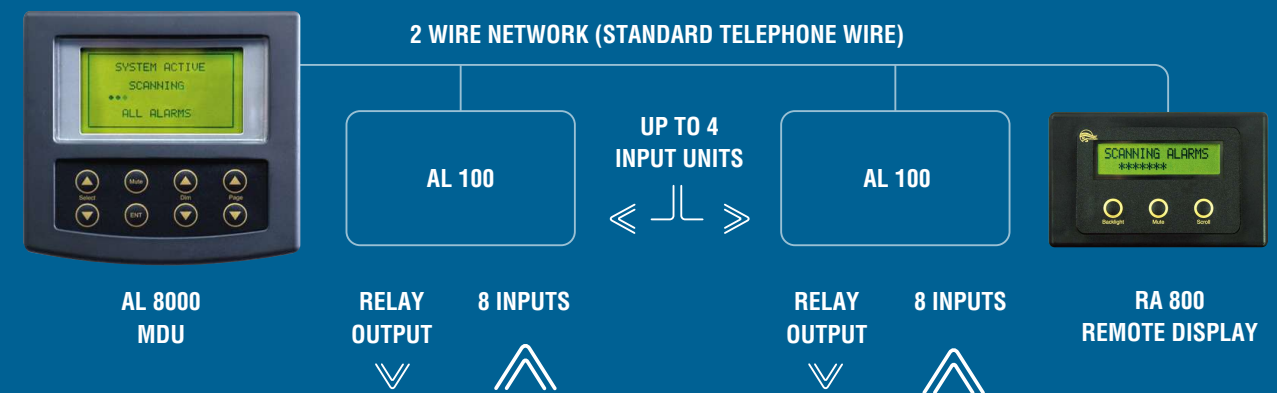 2 WIRE NETWORK (STANDARD TELEPHONE WIRE)
SYSTEM ACTIVE
SCANNING
ALL ALARMS
Select
Mute
ENT
Dim
Page
AL 8000
MDU
AL 100
RELAY
OUTPUT
8 INPUTS
UP TO 4
INPUT UNITS
AL 100
RELAY
OUTPUT
8 INPUTS
SCANNING ALARMS
*******
Backlight
Mute
Scroll
RA 800
REMOTE DISPLAY